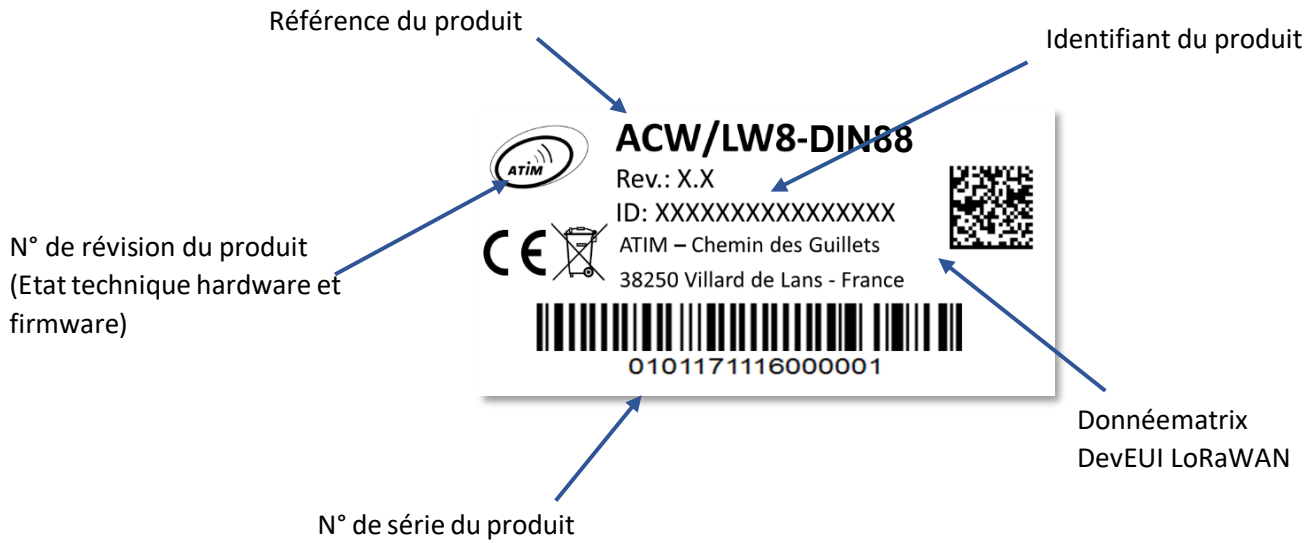 Référence du produit
Identifiant du produit
ATiM
ACW/LW8-DIN88
Rev.: X.X
ID: XXXXXXXXXXXXXXXX
ATIM – Chemin des Guillets
38250 Villard de Lans - France
CE
0101171116000001
N° de révision du produit
(Etat technique hardware et
firmware)
Donnéematrix
DevEUI LoRaWAN
N° de série du produit